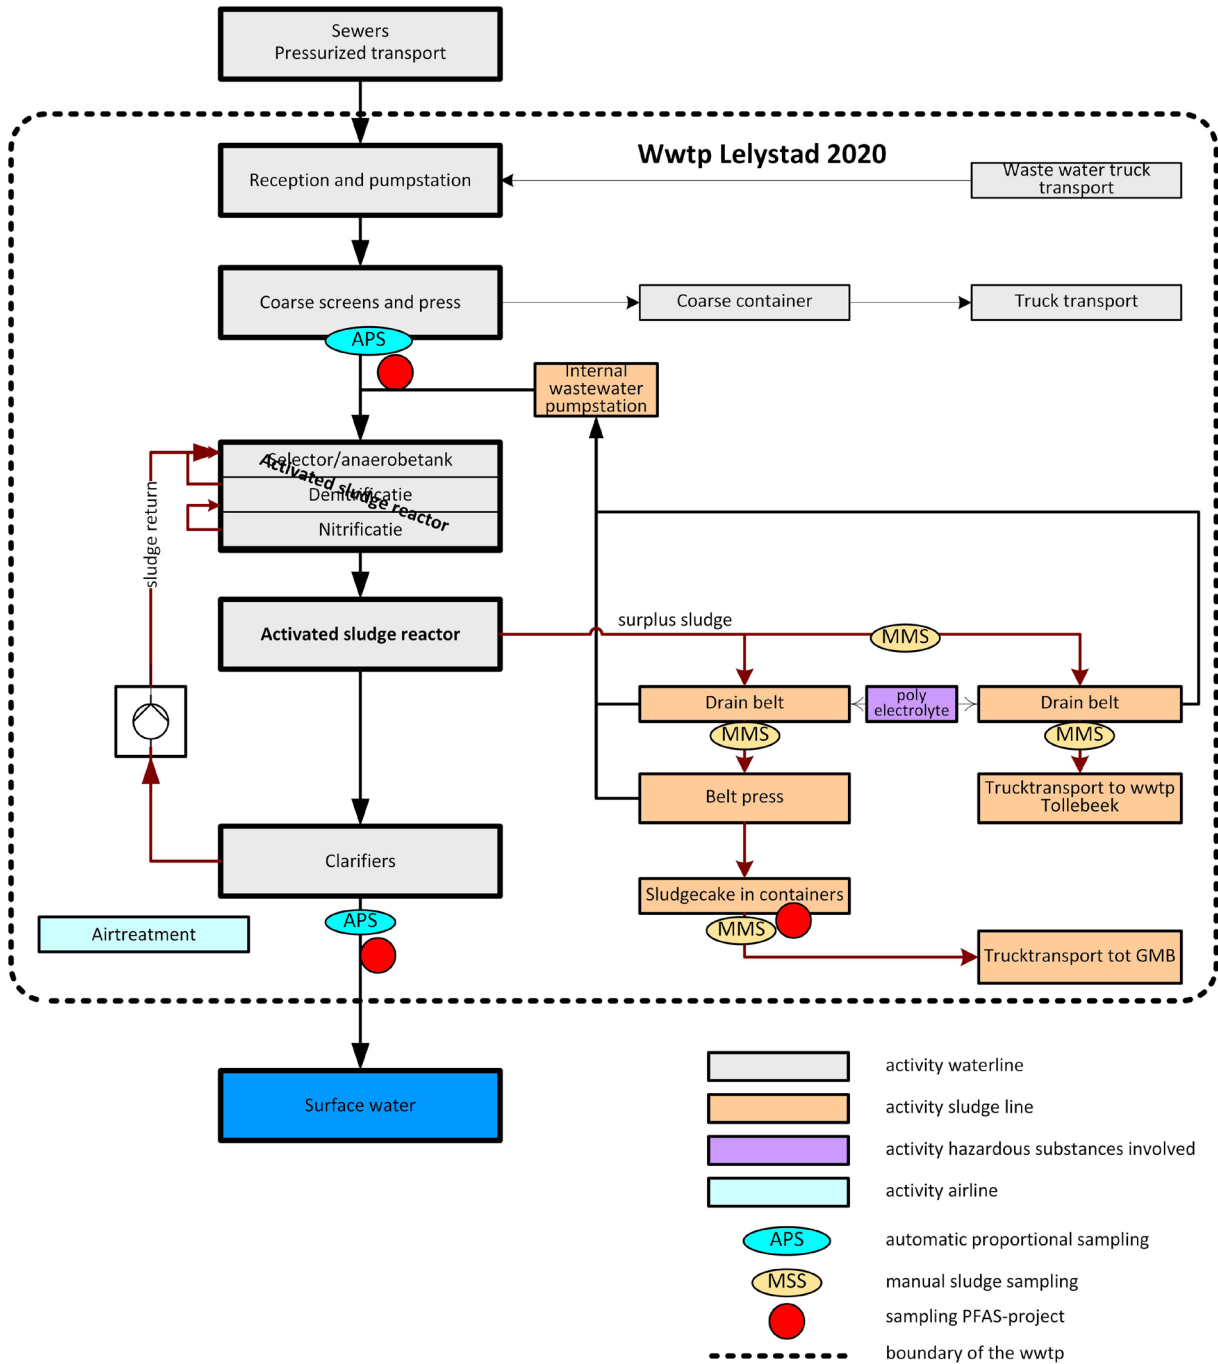 Sewers
Pressurized transport
Wwtp Lelystad 2020
Reception and pumpstation
Waste water truck
transport
Coarse screens and press
Coarse container
Truck transport
APS
Internal
wastewater
pumpstation
Selector/anaerobetank
Activated sludge reactor
Denitrificatie
Nitrificatie
sludge return
Activated sludge reactor
surplus sludge
MMS
Drain belt
poly
electrolyte
Drain belt
MMS
MMS
Belt press
Trucktransport to wwtp
Tollebeek
Clarifiers
Sludgecake in containers
APS
MMS
Airtreatment
Trucktransport tot GMB
Surface water
activity waterline
activity sludge line
activity hazardous substances involved
activity airline
APS
automatic proportional sampling
MSS
manual sludge sampling
sampling PFAS-project
boundary of the wwtp